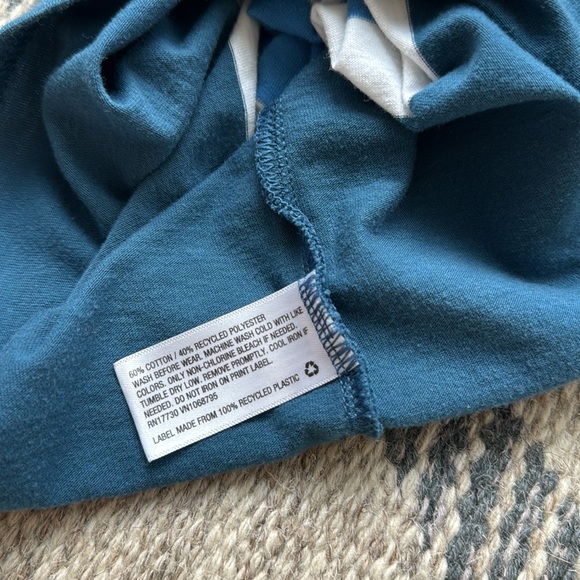 60% COTTON / 40% RECYCLED POLYESTER
WASH BEFORE WEAR. MACHINE WASH COLD WITH LIKE
COLORS. ONLY NON-CHLORINE BLEACH IF NEEDED.
TUMBLE DRY LOW. REMOVE PROMPTLY. COOL IRON IF
NEEDED. DO NOT IRON ON PRINT LABEL.
RN17730 VN1068795
LABEL MADE FROM 100% RECYCLED PLASTIC